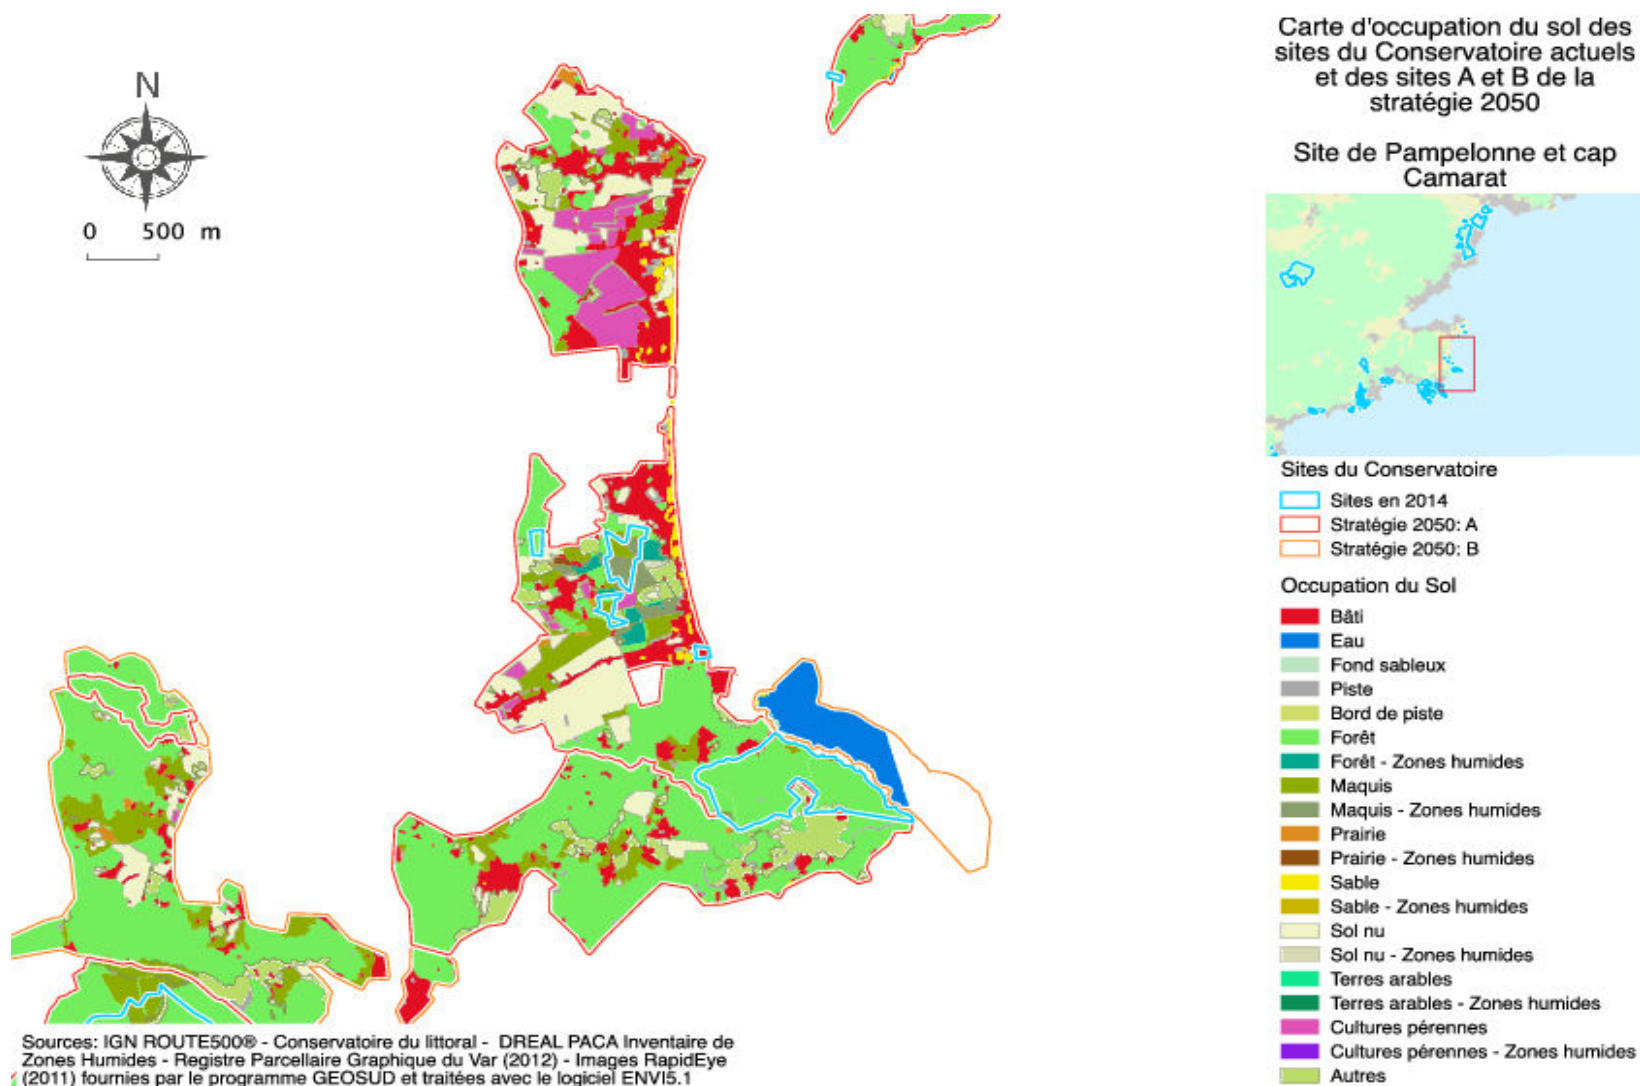 Carte d'occupation du sol des
sites du Conservatoire actuels
et des sites A et B de la
stratégie 2050
Site de Pampelonne et cap
Camarat
N
0 500 m
Sites du Conservatoire
Sites en 2014
Stratégie 2050: A
Stratégie 2050: B
Occupation du Sol
Bâti
Eau
Fond sableux
Piste
Bord de piste
Forêt
Forêt - Zones humides
Maquis
Maquis - Zones humides
Prairie
Prairie - Zones humides
Sable
Sable - Zones humides
Sol nu
Sol nu - Zones humides
Terres arables
Terres arables - Zones humides
Cultures pérennes
Cultures pérennes - Zones humides
Autres
Sources: IGN ROUTE500® - Conservatoire du littoral - DREAL PACA Inventaire de
Zones Humides - Registre Parcellaire Graphique du Var (2012) - Images RapidEye
(2011) fournies par le programme GEOSUD et traitées avec le logiciel ENVI5.1